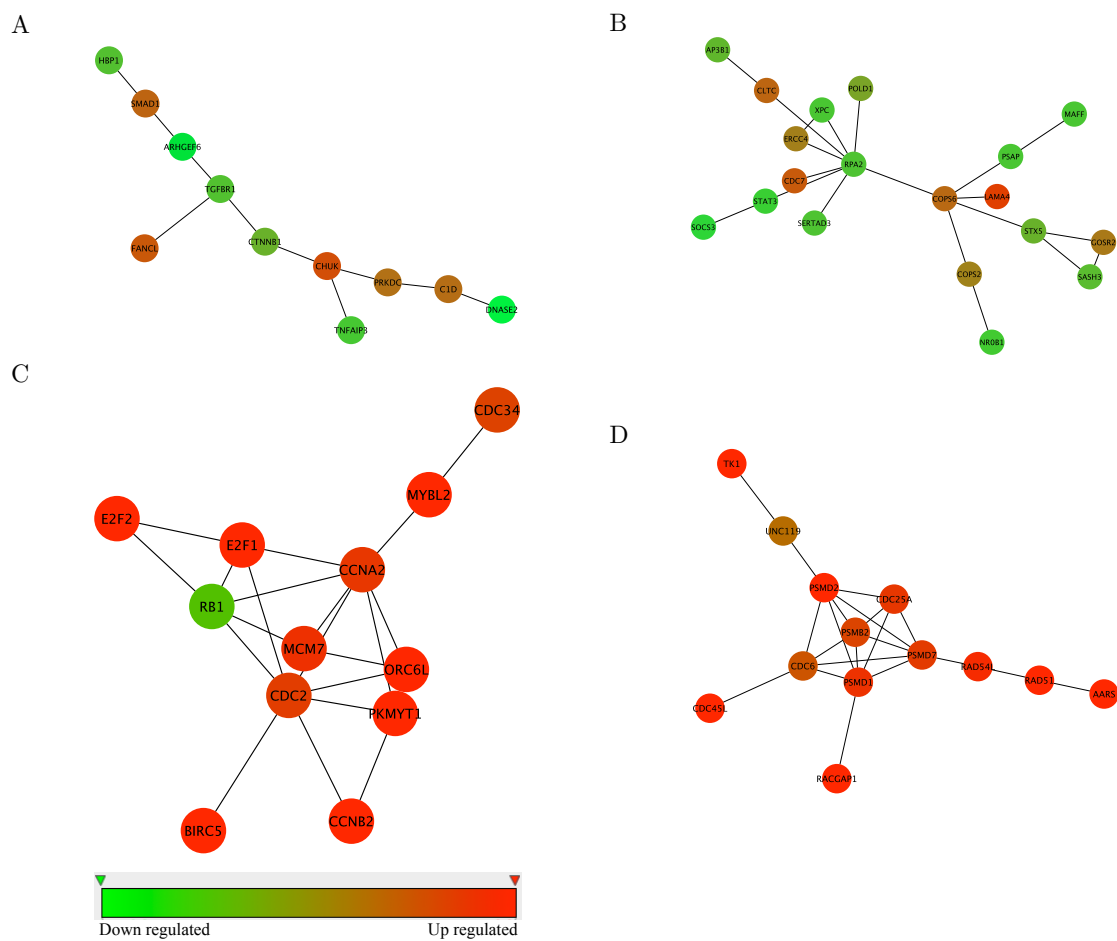 A
HBP1
SMAD1
ARHGEF6
TGFBR1
FANCL
CTNNB1
CHUK
PRKDC
C1D
DNASE2
TNFAIP3
B
AP3B1
CLTC
POLD1
XPC
MAFF
ERCC4
PSAP
RPA2
CDC7
LAMA4
COPS6
STAT3
SOCS3
SERTAD3
STX5
GOSR2
COPS2
SASH3
NR0B1
C
CDC34
MYBL2
E2F2
E2F1
CCNA2
RB1
MCM7
ORC6L
CDC2
PKMYT1
BIRC5
CCNB2
Down regulated
Up regulated
D
TK1
UNC119
PSMD2
CDC25A
PSMB2
PSMD7
CDC6
RAD54L
PSMD1
RAD51
AARS
CDC45L
RACGAP1